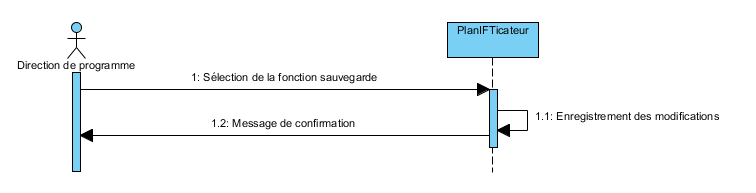 PlanIFTicateur
Direction de programme
1: Sélection de la fonction sauvegarde
1.1: Enregistrement des modifications
1.2: Message de confirmation